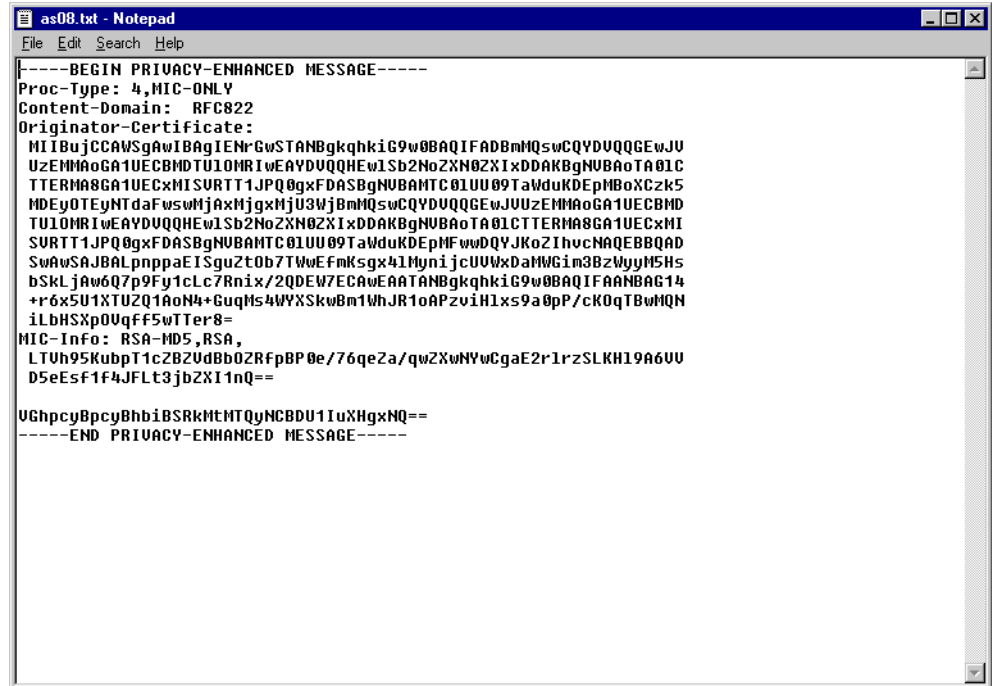 as08.txt - Notepad
File Edit Search Help
-----BEGIN PRIVACY-ENHANCED MESSAGE-----
Proc-Type: 4,MIC-ONLY
Content-Domain:  RFC822
Originator-Certificate:
 MIIBujCCAWSgAwIBAgIENrGwSTANBgkqhkiG9w0BAQIFADBmMQswCQYDVQQGEwJV
 UzEMMAoGA1UECBMDTUlOMRIwEAYDVQQHEwlSb2NoZXN0ZXIxDDAKBgNVBAoTA0lC
 TTERMA8GA1UECxMISVRTT1JPQ0gxFDASBgNVBAMTC0lUU09TaWduKDEpMBoXCzk5
 MDEyOTEyNTdaFwswMjAxMjgxMjU3WjBmMQswCQYDVQQGEwJVUzEMMAoGA1UECBMD
 TUlOMRIwEAYDVQQHEwlSb2NoZXN0ZXIxDDAKBgNVBAoTA0lCTTERMA8GA1UECxMI
 SVRTT1JPQ0gxFDASBgNVBAMTC0lUU09TaWduKDEpMFwwDQYJKoZIhvcNAQEBBQAD
 SwAwSAJBALpnppaEISguZtOb7TWwEfmKsgx41MynijcUVWxDaMWGim3BzWyyM5Hs
 bSkLjAw6Q7p9Fy1cLc7Rnix/2QDEW7ECAwEAATANBgkqhkiG9w0BAQIFAANBAG14
 +r6x5U1XTUZQ1AoN4+GuqMs4WYXSkwBm1WhJR1oAPzviHlxs9a0pP/cKOqTBwMQN
 iLbHSXpOVqff5wTTer8=
MIC-Info: RSA-MD5,RSA,
 LTVh95KubpT1cZBZVdBbOZRfpBP0e/76qeZa/qwZXwNYwCgaE2rlrzSLKHl9A6VV
 D5eEsf1f4JFLt3jbZXI1nQ==

VGhpcyBpcyBhbiBSRkMtMTQyNCBDU1IuXHgxNQ==
-----END PRIVACY-ENHANCED MESSAGE-----